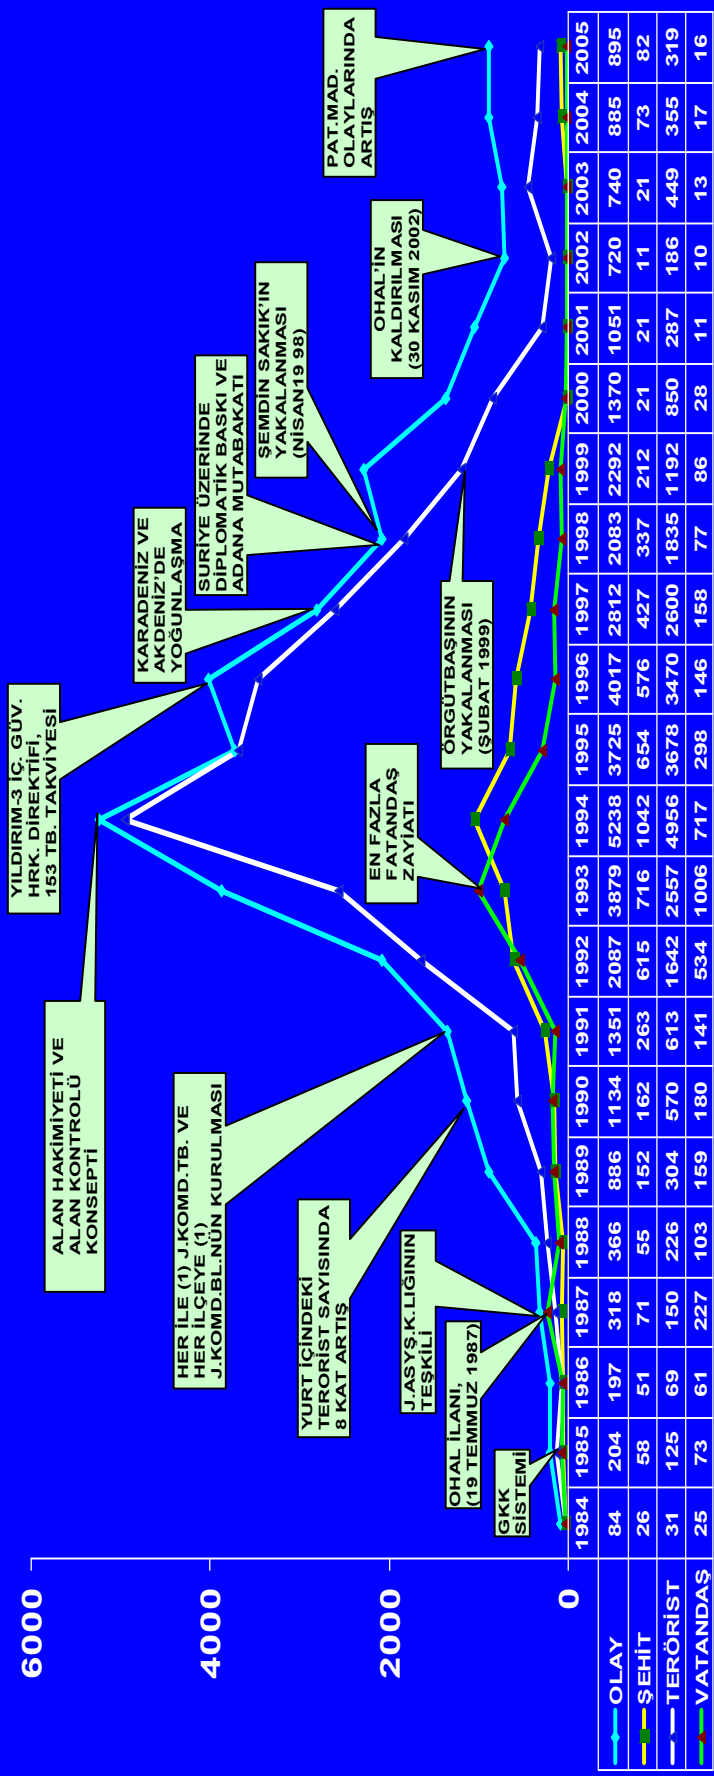 YILDIRIM-3 İÇ. GÜV.
HRK. DİREKTİFİ,
153 TB. TAKVİYESİ
ALAN HAKİMİYETİ VE
ALAN KONTROLÜ
KONSEPTİ
HER İLE (1) J.KOMD.TB. VE
HER İLÇEYE (1)
J.KOMD.BL.NÜN KURULMASI
YURT İÇİNDEKİ
TERORİST SAYISINDA
8 KAT ARTIŞ
J.ASYŞ.K.LIĞININ
TEŞKİLİ
OHAL İLANI,
(19 TEMMUZ 1987)
GKK
SİSTEMİ
KARADENİZ VE
AKDENİZ'DE
YOĞUNLAŞMA
SURİYE ÜZERİNDE
DIPLOMATİK BASKI VE
ADANA MUTABAKATI
ŞEMDİN SAKIK'IN
YAKALANMASI
(NİSAN19 98)
OHAL'İN
KALDIRILMASI
(30 KASIM 2002)
PAT.MAD.
OLAYLARINDA
ARTIŞ
EN FAZLA
FATANDAŞ
ZAYİATI
ÖRGÜTBAŞININ
YAKALANMASI
(ŞUBAT 1999)
6000
4000
2000
0
1984 1985 1986 1987 1988 1989 1990 1991 1992 1993 1994 1995 1996 1997 1998 1999 2000 2001 2002 2003 2004 2005
OLAY 84 204 197 318 366 886 1134 1351 2087 3879 5238 3725 4017 2812 2083 2292 1370 1051 720 740 885 895
ŞEHİT 26 58 51 71 55 152 162 263 615 716 1042 654 576 427 337 212 21 21 11 21 73 82
TERÖRİST 31 125 69 150 226 304 570 613 1642 2557 4956 3678 3470 2600 1835 1192 850 287 186 449 355 319
VATANDAŞ 25 73 61 227 103 159 180 141 534 1006 717 298 146 158 77 86 28 11 10 13 17 16